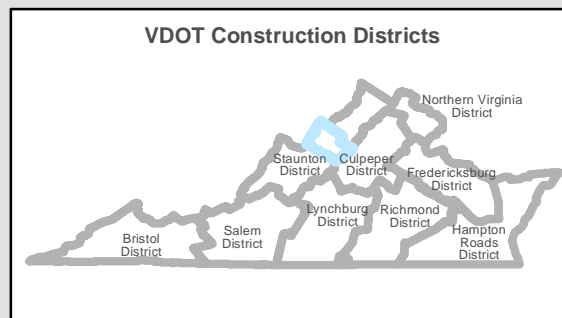 VDOT Construction Districts
Northern Virginia
District
Staunton
District
Culpeper
District
Fredericksburg
District
Lynchburg
District
Richmond
District
Bristol
District
Salem
District
Hampton
Roads
District